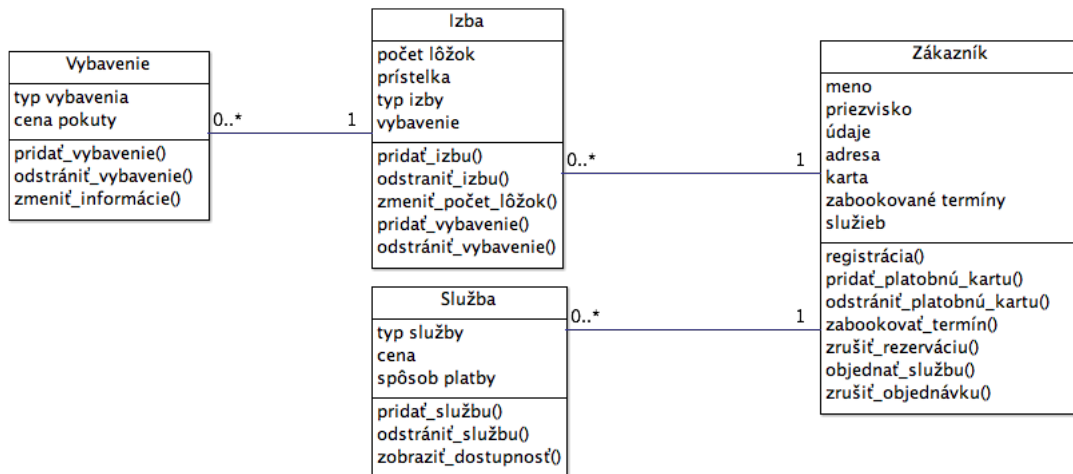 Vybavenie
typ vybavenia
cena pokuty
pridať_vybavenie()
odstrániť_vybavenie()
zmeniť_informácie()
0..*
1
Izba
počet lôžok
prístelka
typ izby
vybavenie
pridať_izbu()
odstraniť_izbu()
zmeniť_počet_lôžok()
pridať_vybavenie()
odstrániť_vybavenie()
0..*
1
Služba
typ služby
cena
spôsob platby
pridať_službu()
odstrániť_službu()
zobraziť_dostupnosť()
0..*
1
Zákazník
meno
priezvisko
údaje
adresa
karta
zabookované termíny
služieb
registrácia()
pridať_platobnú_kartu()
odstrániť_platobnú_kartu()
zabookovať_termín()
zrušiť_rezerváciu()
objednať_službu()
zrušiť_objednávku()